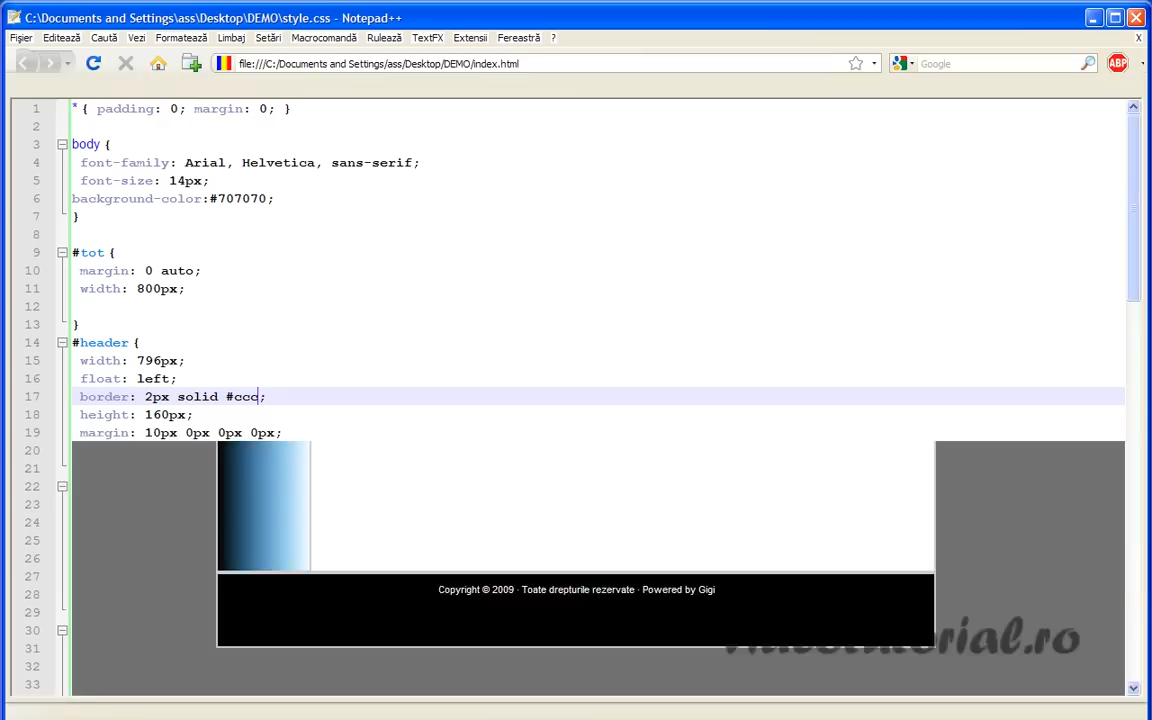 C:\Documents and Settings\ass\Desktop\DEMO\style.css - Notepad++
Fişier Editează Caută Vezi Formatează Limbaj Setări Macrocomandă Rulează TextFX Extensii Fereastră ? X
file:///C:/Documents and Settings/ass/Desktop/DEMO/index.html Google ABP
1 * { padding: 0; margin: 0; }
2
3 body {
4 font-family: Arial, Helvetica, sans-serif;
5 font-size: 14px;
6 background-color:#707070;
7 }
8
9 #tot {
10 margin: 0 auto;
11 width: 800px;
12
13 }
14 #header {
15 width: 796px;
16 float: left;
17 border: 2px solid #ccc;
18 height: 160px;
19 margin: 10px 0px 0px 0px;
20
21
22
23
24
25
26
27
28
Copyright © 2009 · Toate drepturile rezervate · Powered by Gigi
29
30
31
32
33